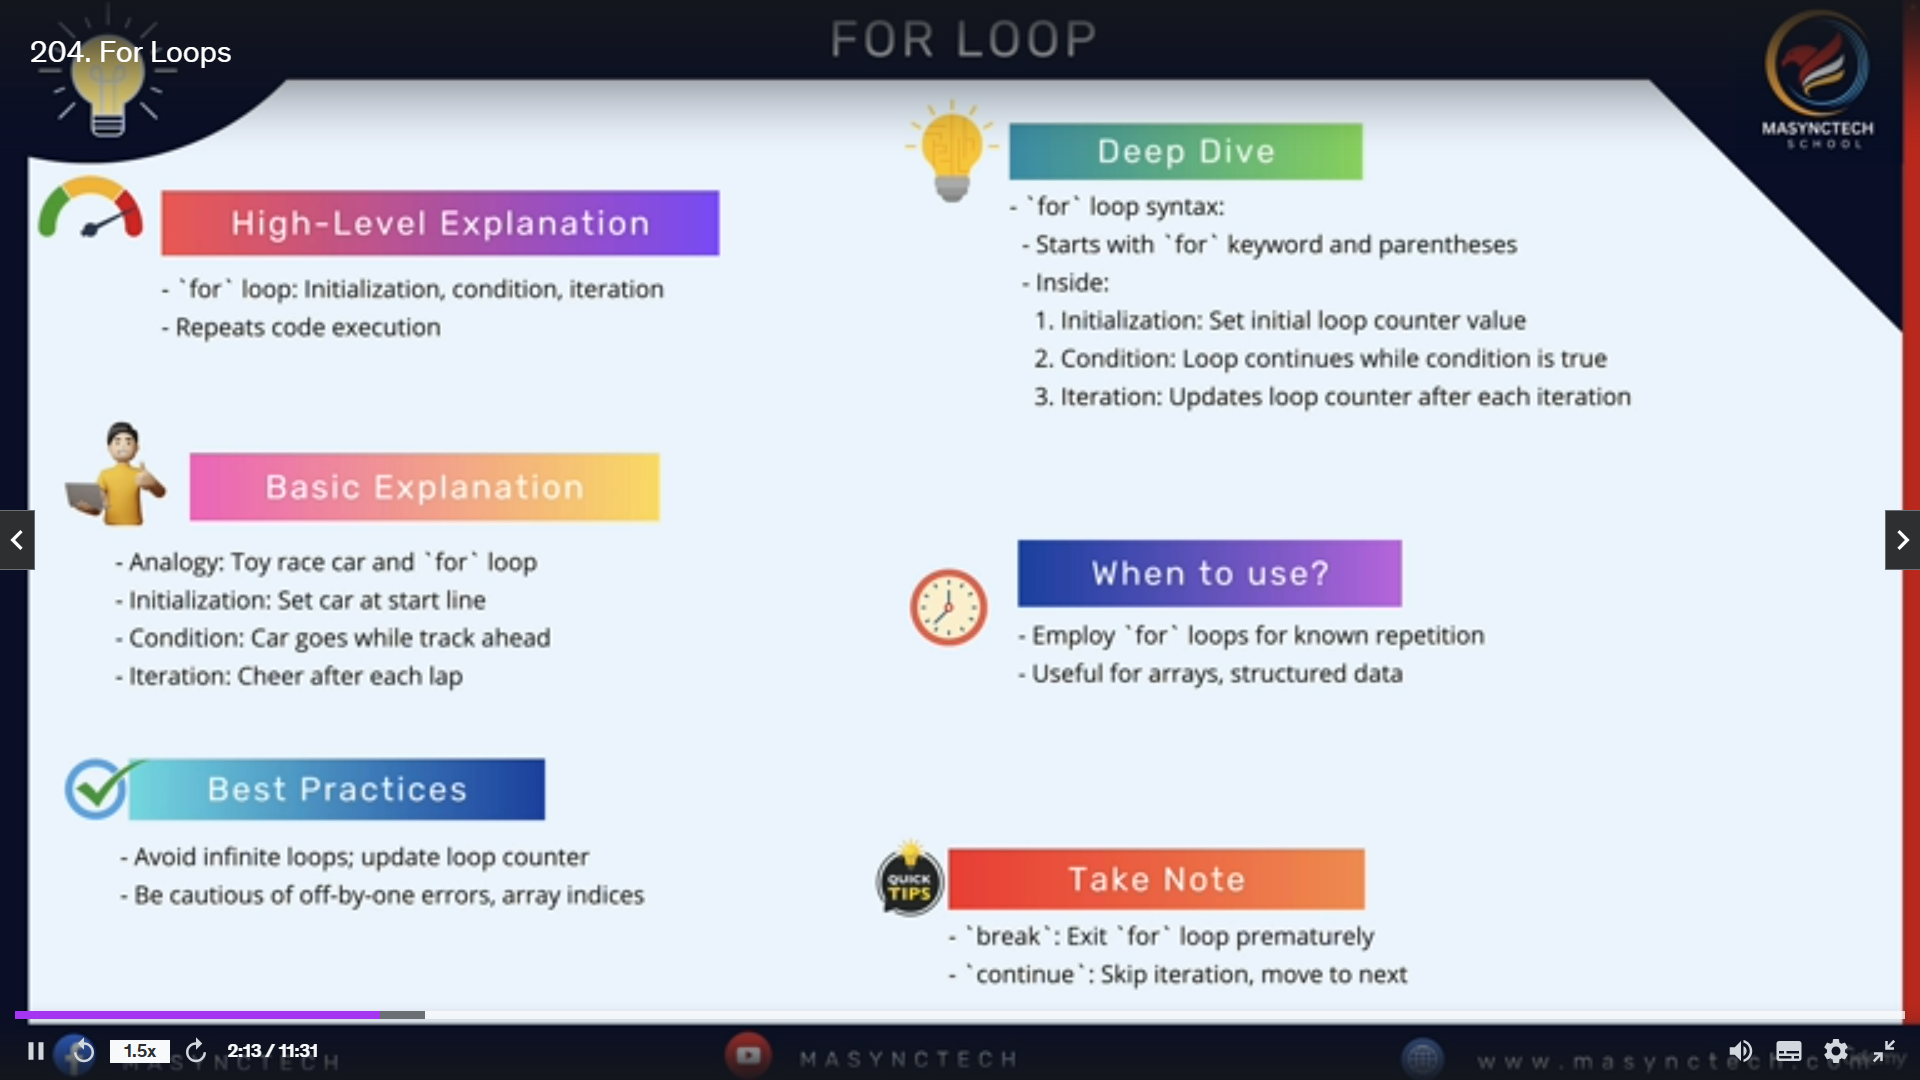 FOR LOOP
204. For Loops
MASYNCTECH
SCHOOL
High-Level Explanation
- `for` loop: Initialization, condition, iteration
- Repeats code execution
Basic Explanation
- Analogy: Toy race car and `for` loop
- Initialization: Set car at start line
- Condition: Car goes while track ahead
- Iteration: Cheer after each lap
Best Practices
- Avoid infinite loops; update loop counter
- Be cautious of off-by-one errors, array indices
Deep Dive
- `for` loop syntax:
- Starts with `for` keyword and parentheses
- Inside:
1. Initialization: Set initial loop counter value
2. Condition: Loop continues while condition is true
3. Iteration: Updates loop counter after each iteration
When to use?
- Employ `for` loops for known repetition
- Useful for arrays, structured data
QUICK
TIPS
Take Note
- `break`: Exit `for` loop prematurely
- `continue`: Skip iteration, move to next
1.5x
2:13 / 11:31
MASYNCTECH
MASYNCTECH
www.masynctech.com